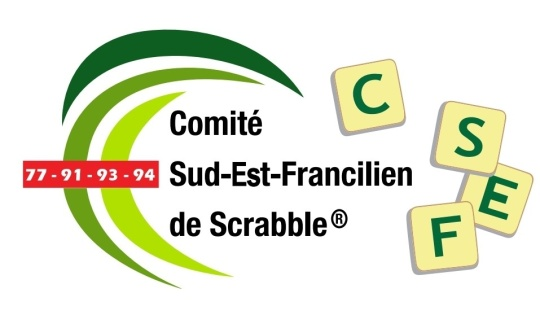 Comité
77 - 91 - 93 - 94 Sud-Est-Francilien
de Scrabble®
C
S
E
F